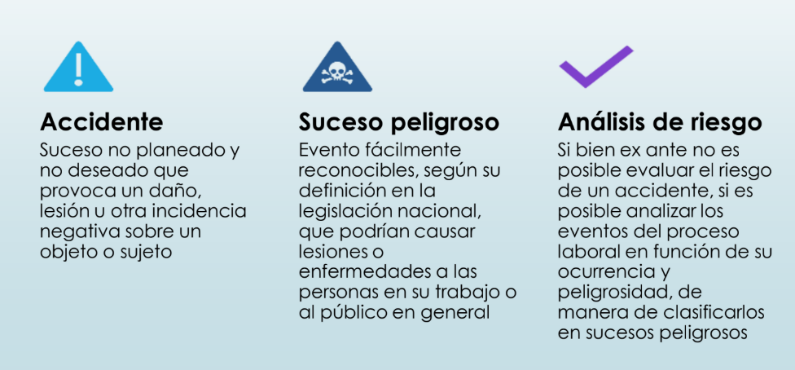 Accidente
Suceso no planeado y
no deseado que
provoca un daño,
lesión u otra incidencia
negativa sobre un
objeto o sujeto
Suceso peligroso
Evento fácilmente
reconocibles, según su
definición en la
legislación nacional,
que podrían causar
lesiones o
enfermedades a las
personas en su trabajo o
al público en general
Análisis de riesgo
Si bien ex ante no es
posible evaluar el riesgo
de un accidente, si es
posible analizar los
eventos del proceso
laboral en función de su
ocurrencia y
peligrosidad, de
manera de clasificarlos
en sucesos peligrosos